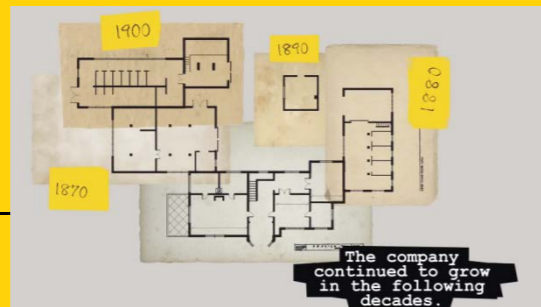 1900
1890
1880
1870
The company
continued to grow
in the following
decades.